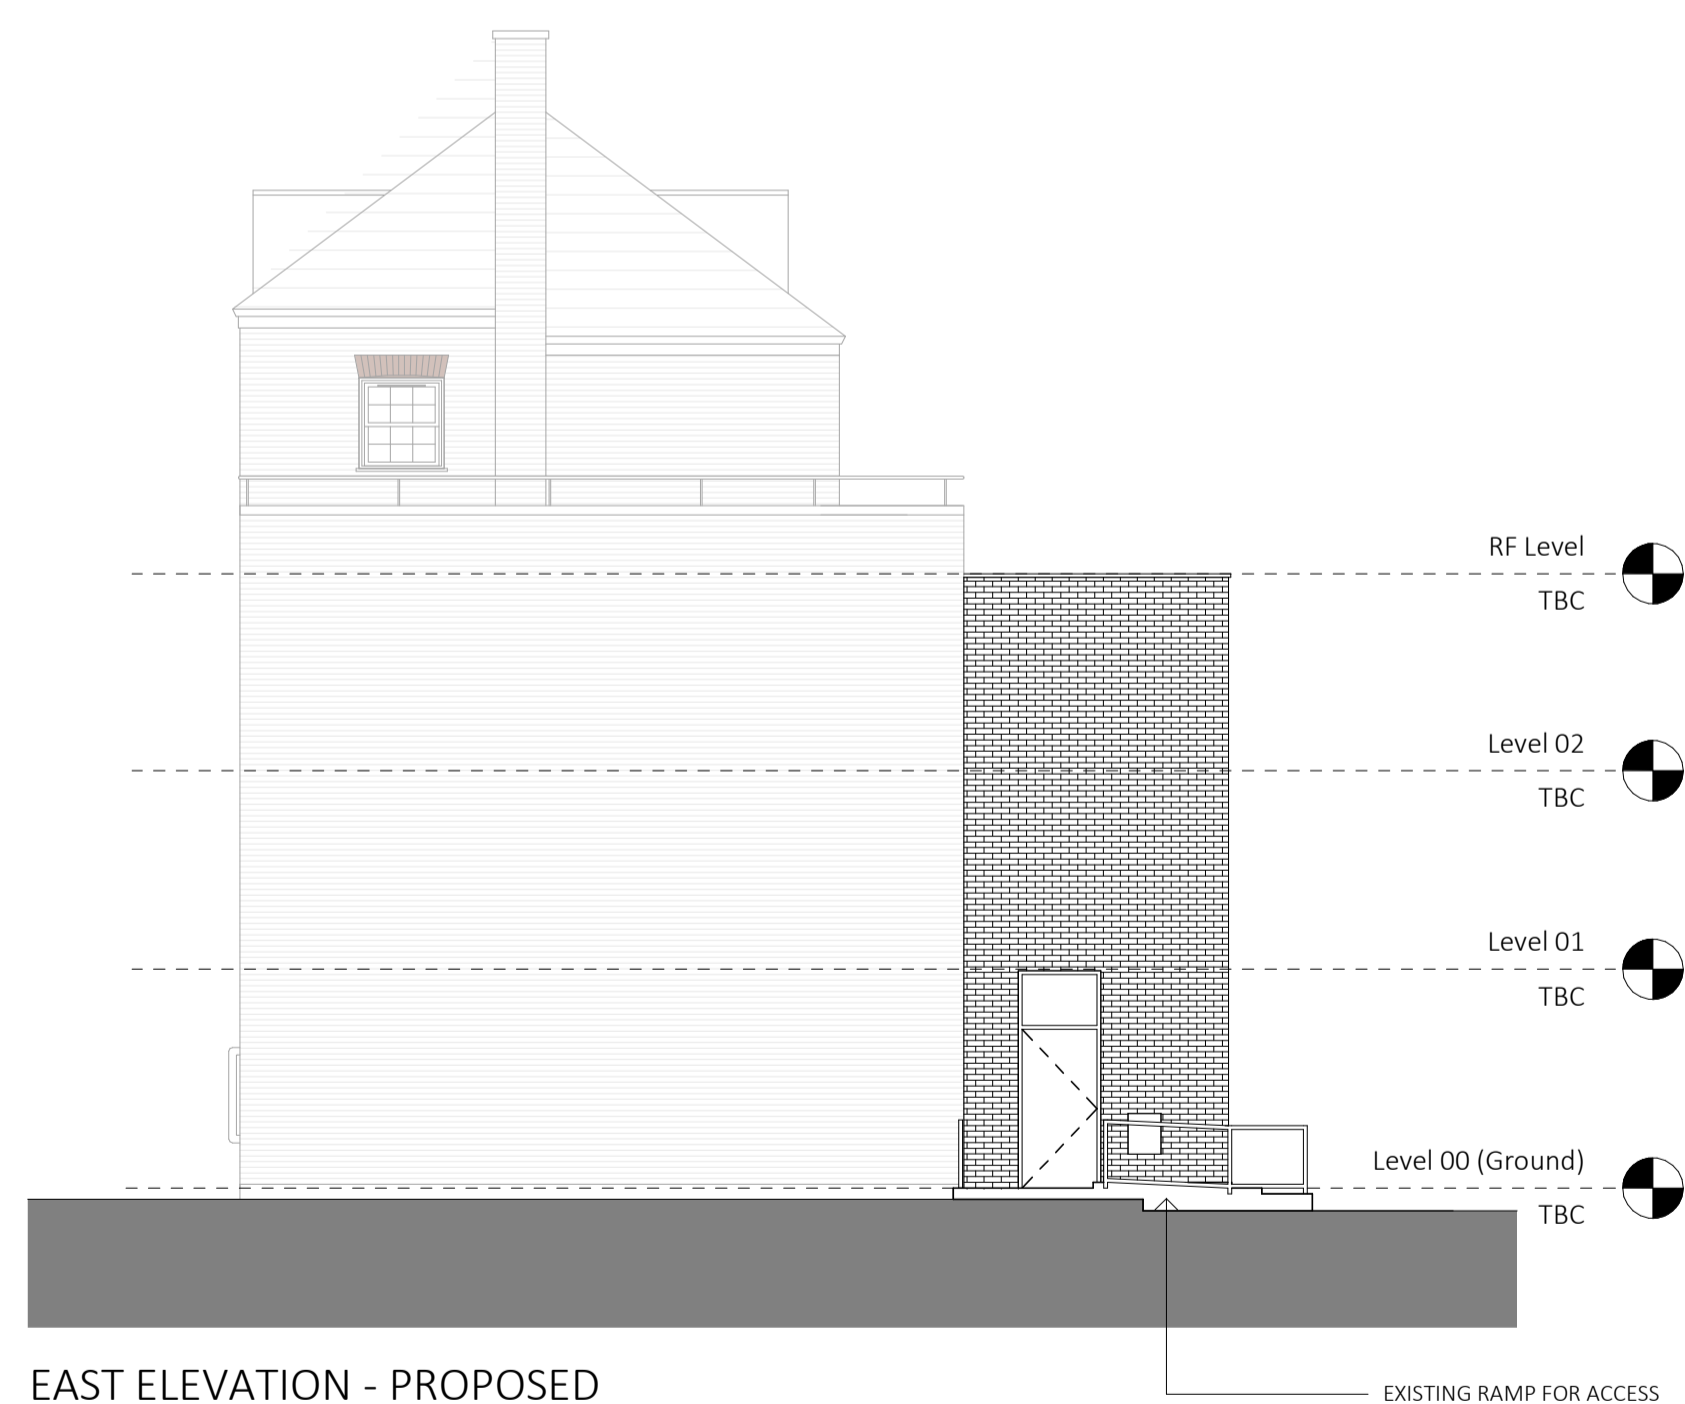 RF Level
TBC
Level 02
TBC
Level 01
TBC
Level 00 (Ground)
TBC
EAST ELEVATION - PROPOSED
EXISTING RAMP FOR ACCESS